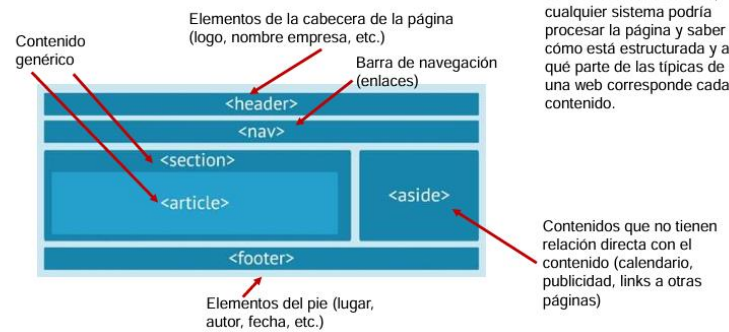 cualquier sistema podría
procesar la página y saber
cómo está estructurada y a
qué parte de las típicas de
una web corresponde cada
contenido.
Elementos de la cabecera de la página
(logo, nombre empresa, etc.)
Contenido
genérico
Barra de navegación
(enlaces)
<header>
<nav>
<section>
<article>
<aside>
<footer>
Contenidos que no tienen
relación directa con el
contenido (calendario,
publicidad, links a otras
páginas)
Elementos del pie (lugar,
autor, fecha, etc.)